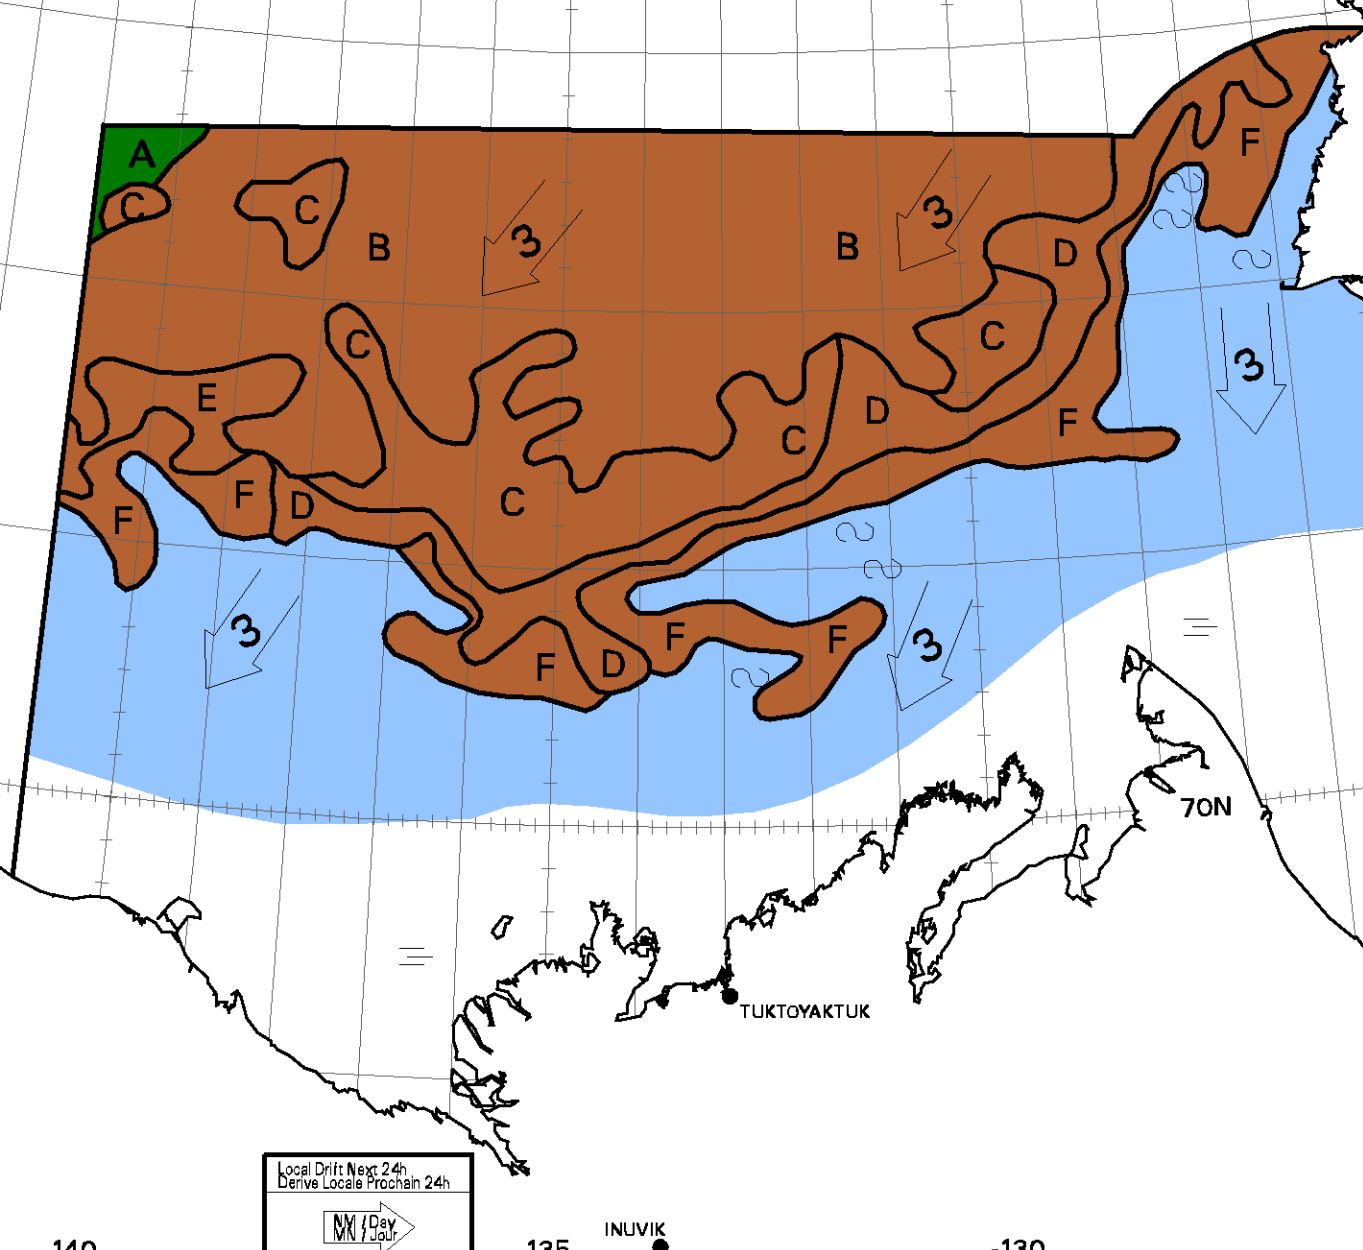 A
C
C
B
B
D
F
3
3
3
C
C
E
D
F
C
C
F
D
F
3
3
F
F
F
D
70N
TUKTOYAKTUK
Local Drift Next 24h
Derive Locale Prochain 24h
NM / Day
MN / Jour
INUVIK
-140
-135
-130